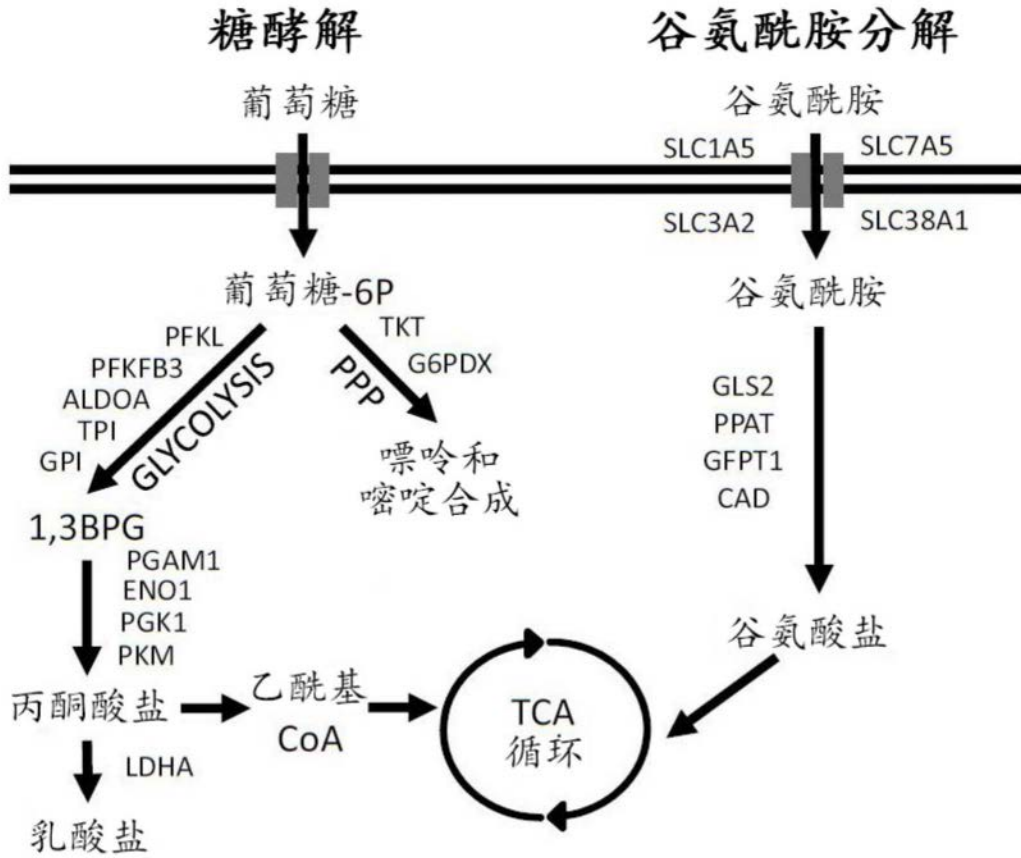 糖酵解
谷氨酰胺分解
葡萄糖
谷氨酰胺
SLC1A5
SLC7A5
SLC3A2
SLC38A1
葡萄糖-6P
谷氨酰胺
PFKL
PFKFB3
ALDOA
TPI
GPI
GLYCOLYSIS
TKT
G6PDX
PPP
嘌呤和
嘧啶合成
GLS2
PPAT
GFPT1
CAD
1,3BPG
PGAM1
ENO1
PGK1
PKM
谷氨酸盐
丙酮酸盐
乙酰基
CoA
TCA
循环
LDHA
乳酸盐